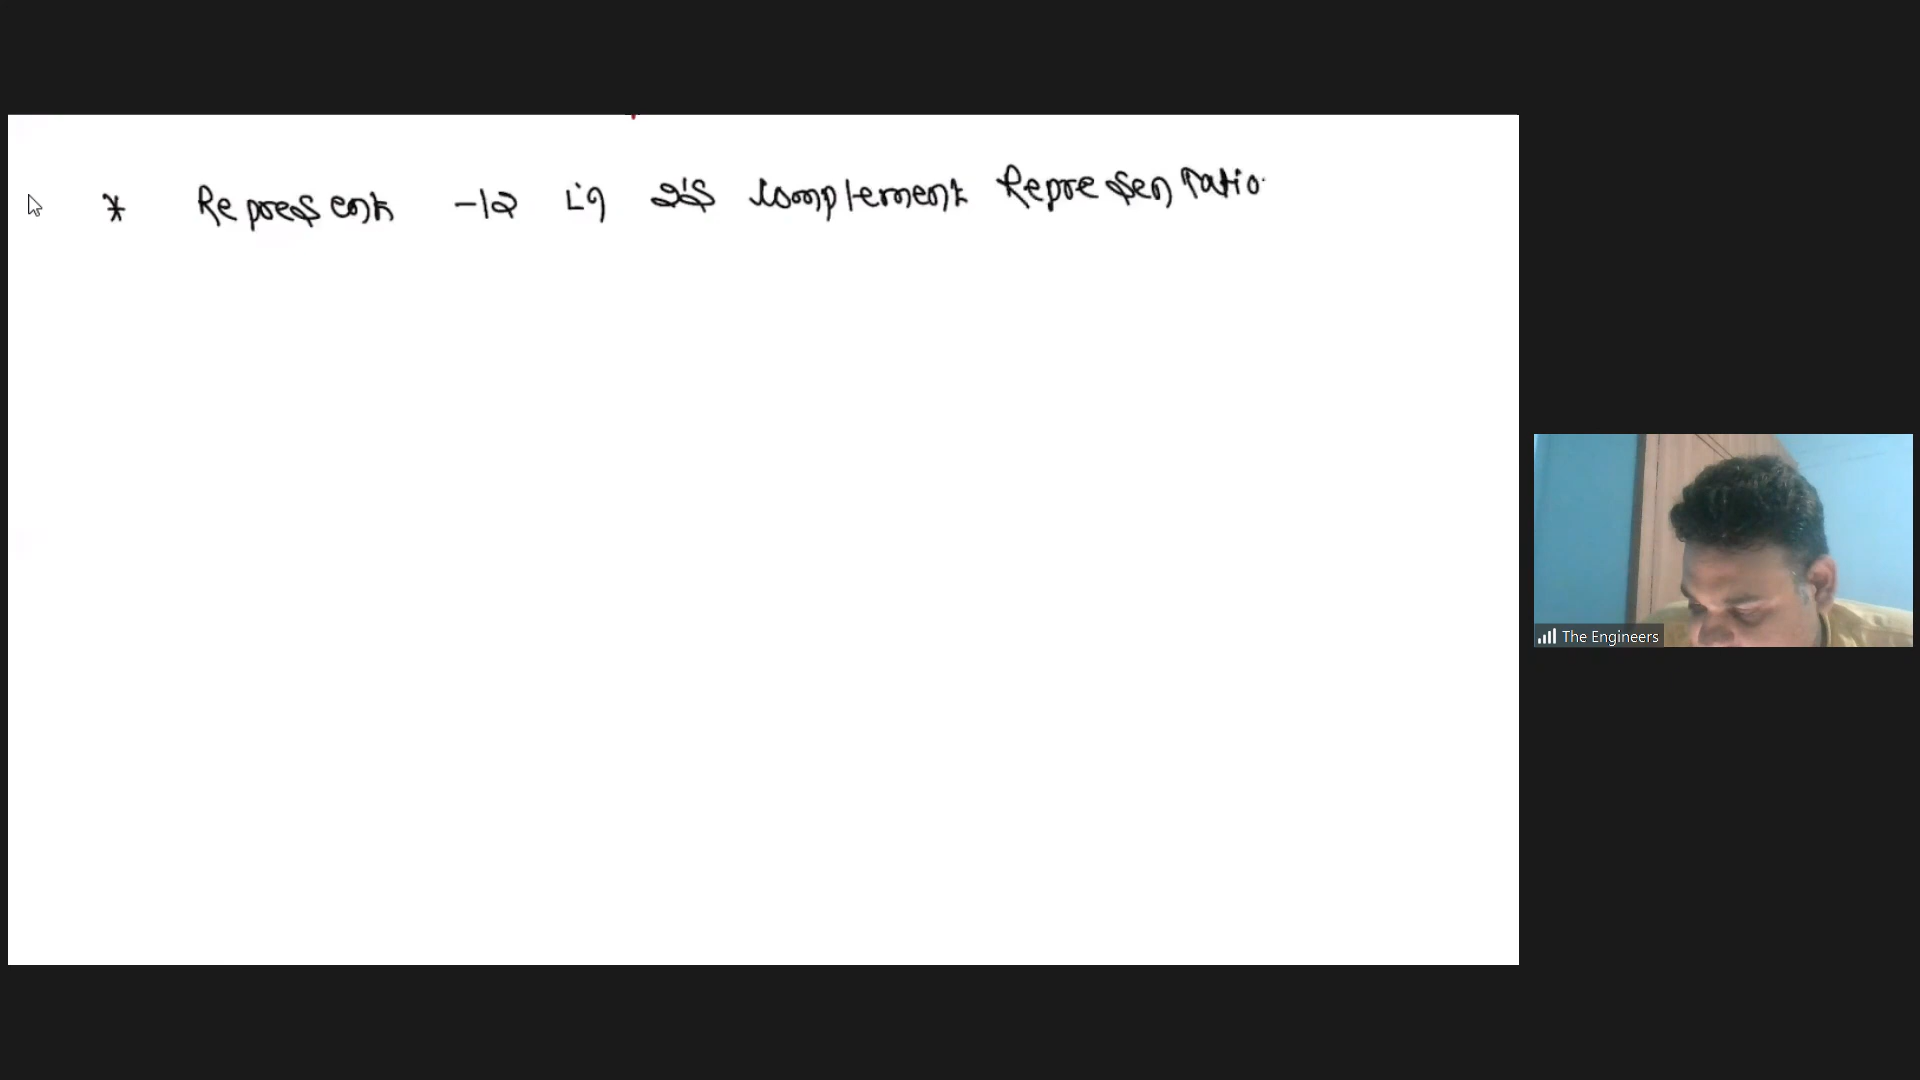 * Represent -12 in 2's complement Representatio
The Engineers